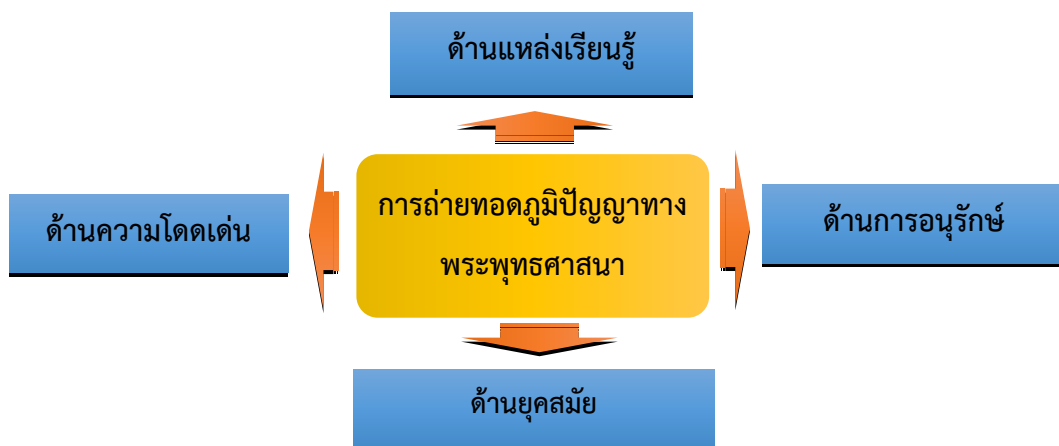 ด้านแหล่งเรียนรู้
การถ่ายทอดภูมิปัญญาทาง
พระพุทธศาสนา
ด้านความโดดเด่น
ด้านการอนุรักษ์
ด้านยุคสมัย